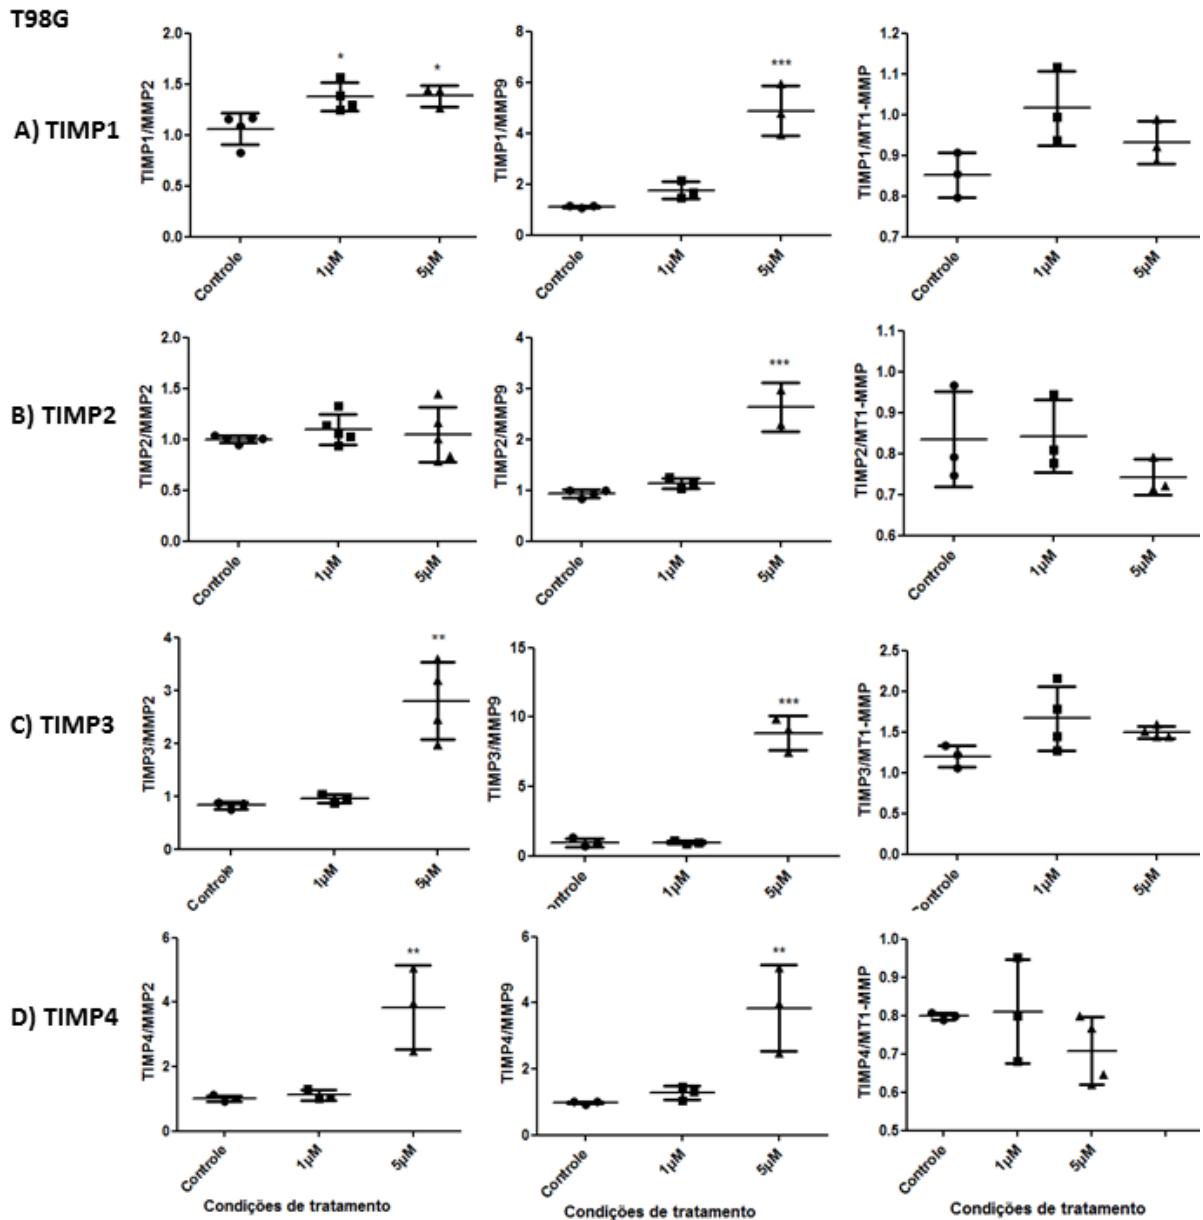 T98G
A) TIMP1
TIMP1/MMP2
2.0
1.5
1.0
0.5
0.0
*
*
Controle
1µM
5µM
TIMP1/MMP9
8
6
4
2
0
***
Controle
1µM
5µM
TIMP1/MT1-MMP
1.2
1.1
1.0
0.9
0.8
0.7
Controle
1µM
5µM
B) TIMP2
TIMP2/MMP2
2.0
1.5
1.0
0.5
0.0
Controle
1µM
5µM
TIMP2/MMP9
4
3
2
1
0
***
Controle
1µM
5µM
TIMP2/MT1-MMP
1.1
1.0
0.9
0.8
0.7
0.6
Controle
1µM
5µM
C) TIMP3
TIMP3/MMP2
4
3
2
1
0
**
Controle
1µM
5µM
TIMP3/MMP9
15
10
5
0
***
ontrole
1µM
5µM
TIMP3/MT1-MMP
2.5
2.0
1.5
1.0
0.5
0.0
Controle
1µM
5µM
D) TIMP4
TIMP4/MMP2
6
4
2
0
**
Controle
1µM
5µM
Condições de tratamento
TIMP4/MMP9
6
4
2
0
**
Controle
1µM
5µM
Condições de tratamento
TIMP4/MT1-MMP
1.0
0.9
0.8
0.7
0.6
0.5
Controle
1µM
5µM
Condições de tratamento